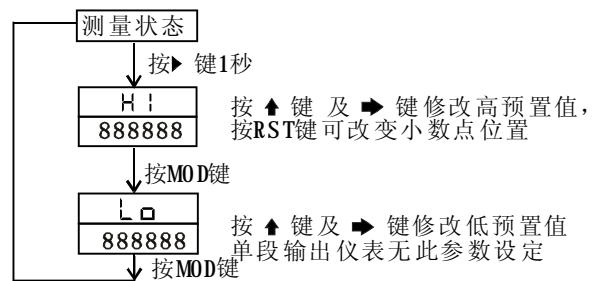 测量状态
按▶ 键1秒
HI
888888
按 ⬆ 键 及 ➡ 键修改高预置值，
按RST键可改变小数点位置
按MOD键
Lo
888888
按 ⬆ 键及 ➡ 键修改低预置值
单段输出仪表无此参数设定
按MOD键